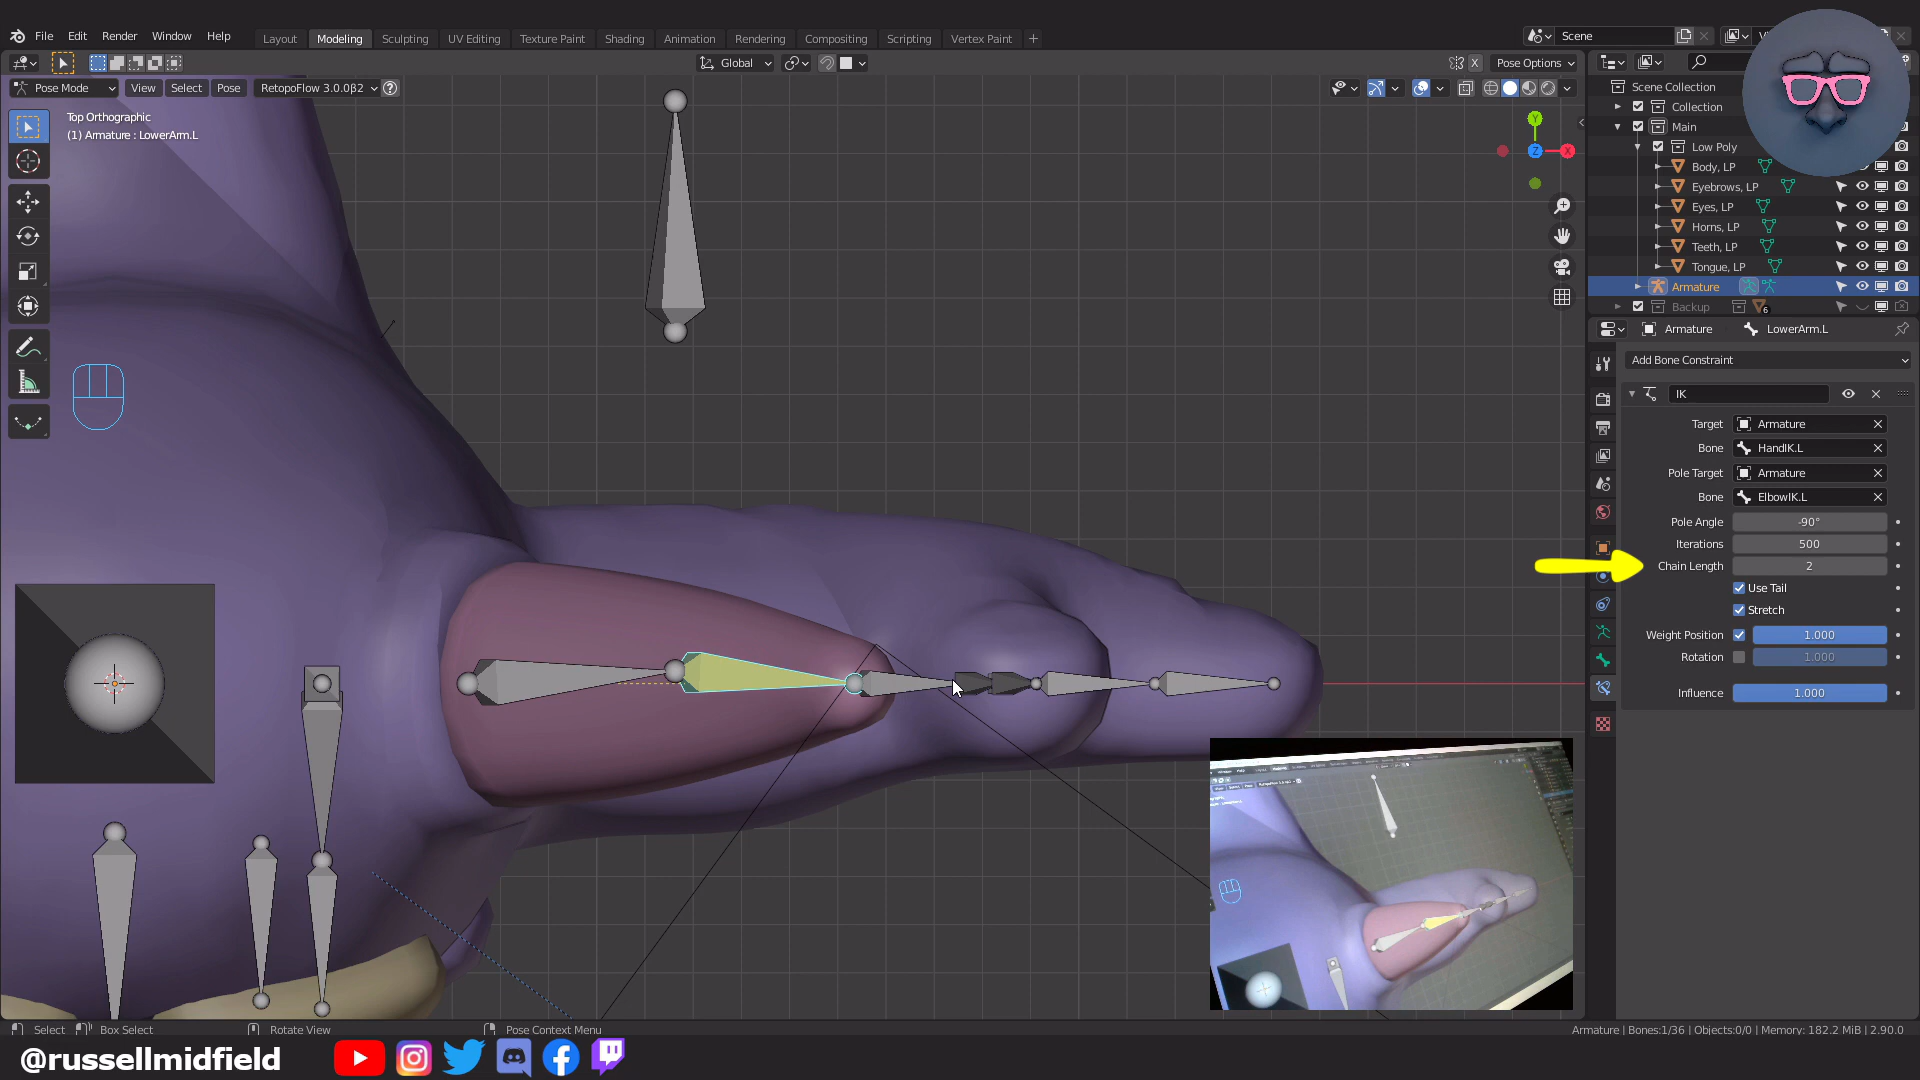 File Edit Render Window Help
Layout Modeling Sculpting UV Editing Texture Paint Shading Animation Rendering Compositing Scripting Vertex Paint +
Scene
Global
X Pose Options
Pose Mode View Select Pose RetopoFlow 3.0.0β2 ?
Top Orthographic
(1) Armature : LowerArm.L
Y
Z
X
Scene Collection
Collection
Main
Low Poly
Body, LP
Eyebrows, LP
Eyes, LP
Horns, LP
Teeth, LP
Tongue, LP
Armature
Backup 6
Armature LowerArm.L
Add Bone Constraint
IK
Target Armature
Bone HandIK.L
Pole Target Armature
Bone ElbowIK.L
Pole Angle -90°
Iterations 500
Chain Length 2
Use Tail
Stretch
Weight Position 1.000
Rotation 1.000
Influence 1.000
Select Box Select Rotate View Pose Context Menu
Armature | Bones:1/36 | Objects:0/0 | Memory: 182.2 MiB | 2.90.0
@russellmidfield